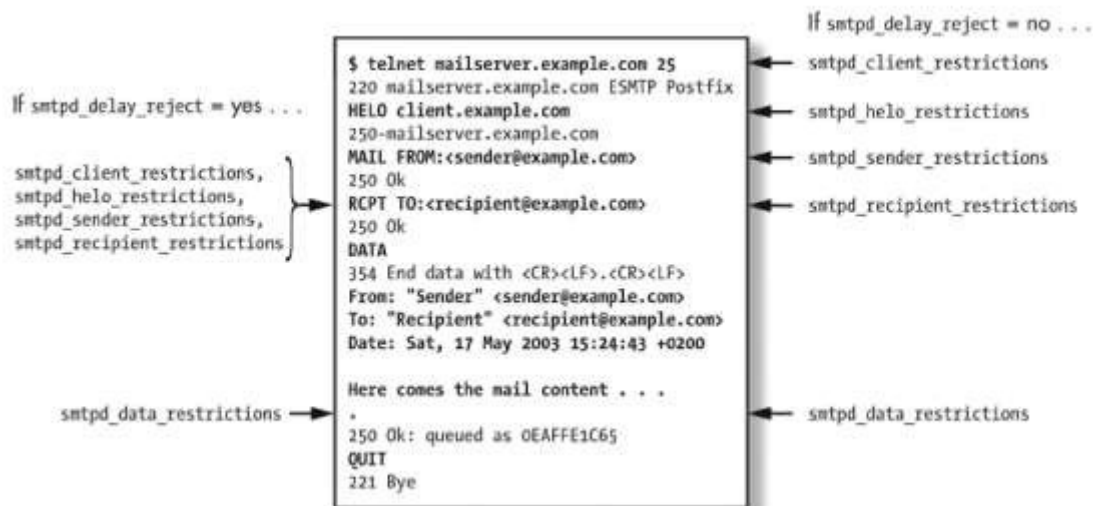 If smtpd_delay_reject = no . . .
$ telnet mailserver.example.com 25
smtpd_client_restrictions
220 mailserver.example.com ESMTP Postfix
If smtpd_delay_reject = yes . . .
HELO client.example.com
smtpd_helo_restrictions
250-mailserver.example.com
MAIL FROM:<sender@example.com>
smtpd_sender_restrictions
250 Ok
smtpd_client_restrictions,
smtpd_helo_restrictions,
smtpd_sender_restrictions,
smtpd_recipient_restrictions
RCPT TO:<recipient@example.com>
smtpd_recipient_restrictions
250 Ok
DATA
354 End data with <CR><LF>.<CR><LF>
From: "Sender" <sender@example.com>
To: "Recipient" <recipient@example.com>
Date: Sat, 17 May 2003 15:24:43 +0200
Here comes the mail content . . .
smtpd_data_restrictions
.
smtpd_data_restrictions
250 Ok: queued as 0EAFFE1C65
QUIT
221 Bye